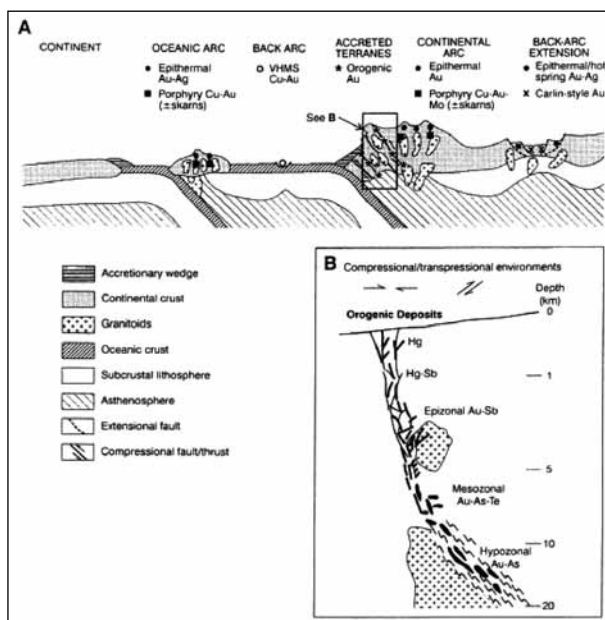 A
CONTINENT
OCEANIC ARC
• Epithermal
Au-Ag
■ Porphyry Cu-Au
(±skarns)
BACK ARC
○ VHMS
Cu-Au
ACCRETED
TERRANES
★ Orogenic
Au
CONTINENTAL
ARC
• Epithermal
Au
■ Porphyry Cu-Au-
Mo (±skarns)
BACK-ARC
EXTENSION
• Epithermal/hot
spring Au-Ag
x Carlin-style Au
See B
Accretionary wedge
Continental crust
Granitoids
Oceanic crust
Subcrustal lithosphere
Asthenosphere
Extensional fault
Compressional fault/thrust
B
Compressional/transpressional environments
Depth
(km)
Orogenic Deposits
0
Hg
Hg-Sb
1
Epizonal Au-Sb
5
Mesozonal
Au-As-Te
10
Hypozonal
Au-As
20